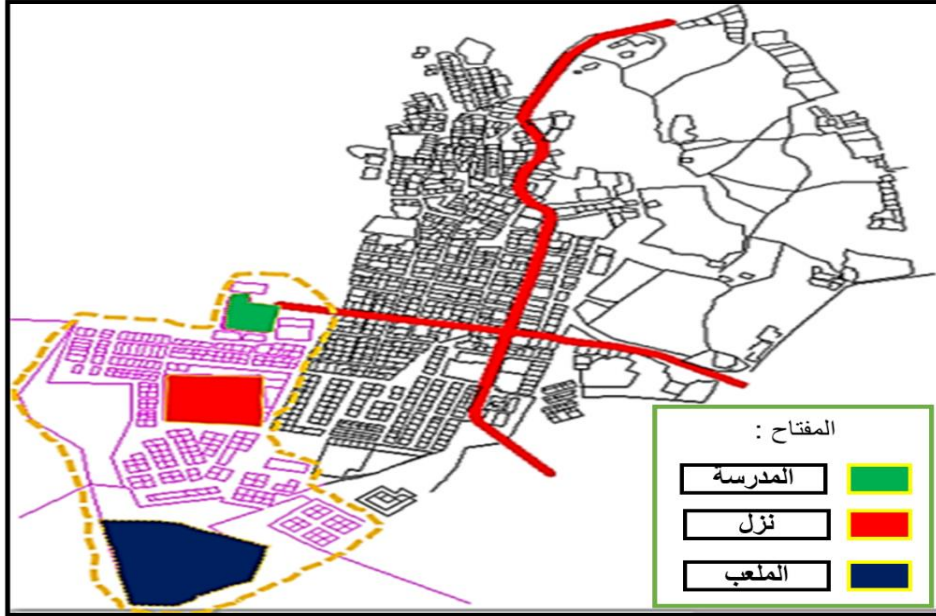 المفتاح :
المدرسة
نزل
الملعب